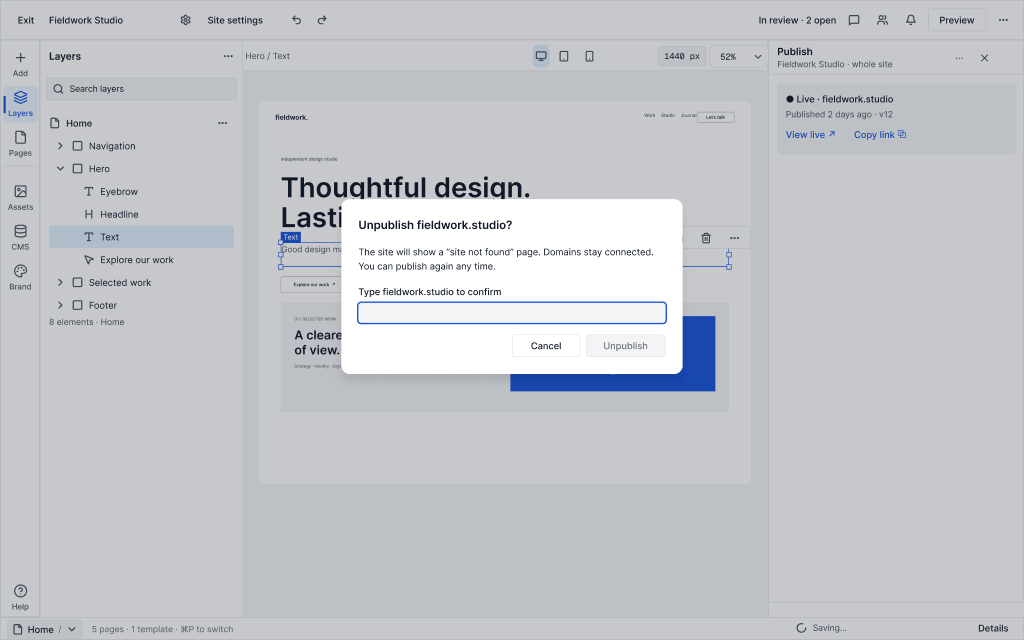 Exit
Fieldwork Studio
Site settings
In review · 2 open
Preview
Add
Layers
Pages
Assets
CMS
Brand
Help
Layers
Search layers
Home
Navigation
Hero
Eyebrow
Headline
Text
Explore our work
Selected work
Footer
8 elements · Home
Hero / Text
1440 px
52%
fieldwork.
Work Studio Journal
Let's talk
Independent design studio
Thoughtful design.
Lasti
Text
Good design ma
Explore our work ↗
01 / SELECTED WORK
A cleare
of view.
Strategy · Identity · Digi
Unpublish fieldwork.studio?
The site will show a “site not found” page. Domains stay connected.
You can publish again any time.
Type fieldwork.studio to confirm
Cancel
Unpublish
Publish
Fieldwork Studio · whole site
Live · fieldwork.studio
Published 2 days ago · v12
View live ↗
Copy link
Home /
5 pages · 1 template · ⌘P to switch
Saving...
Details